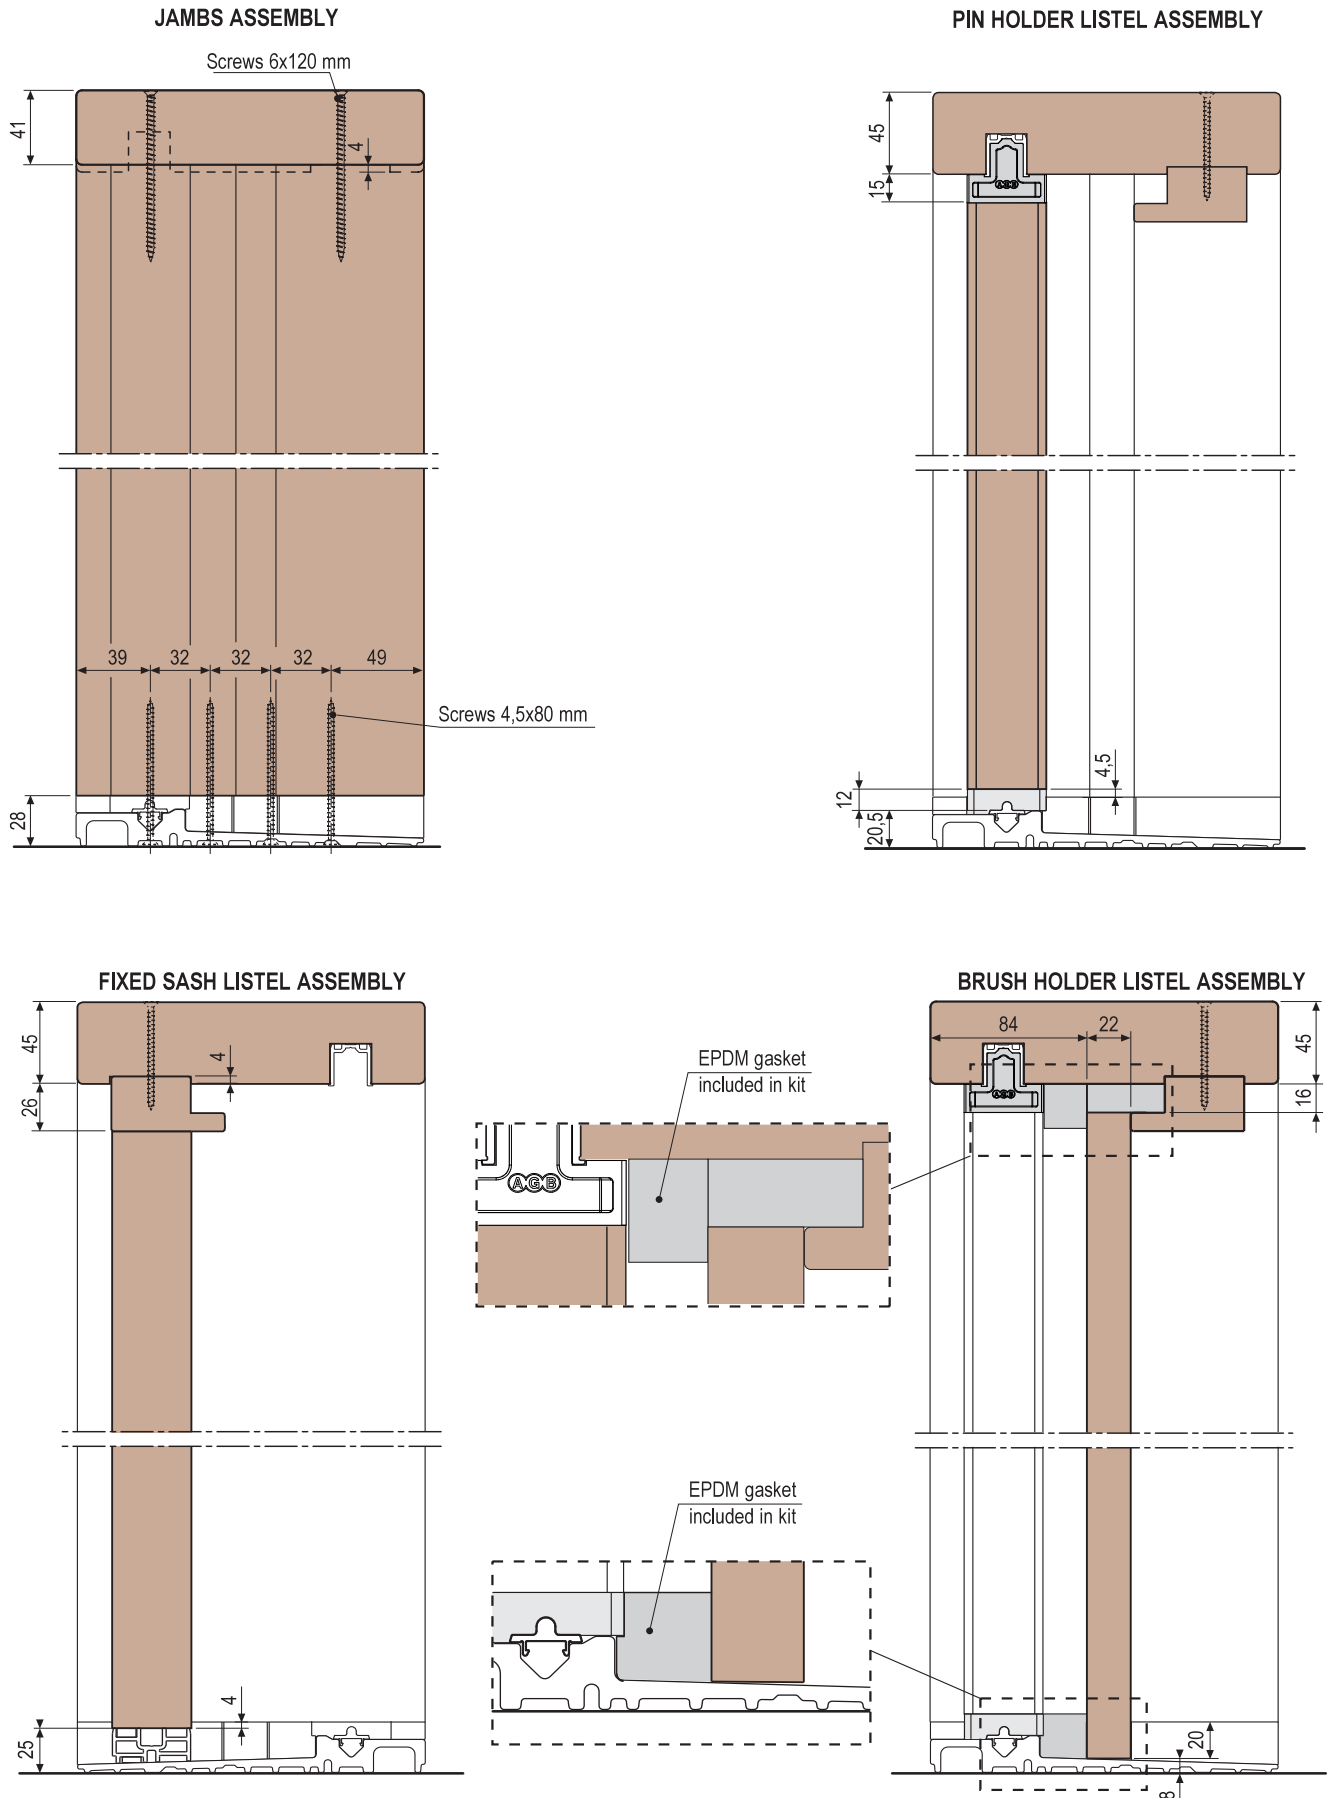 JAMBS ASSEMBLY
Screws 6x120 mm
41
4
39 32 32 32 49
Screws 4,5x80 mm
28
PIN HOLDER LISTEL ASSEMBLY
45
15
AGB
4,5
12
20,5
FIXED SASH LISTEL ASSEMBLY
45
4
26
4
25
EPDM gasket
included in kit
AGB
EPDM gasket
included in kit
BRUSH HOLDER LISTEL ASSEMBLY
84 22
45
AGB
16
20
8